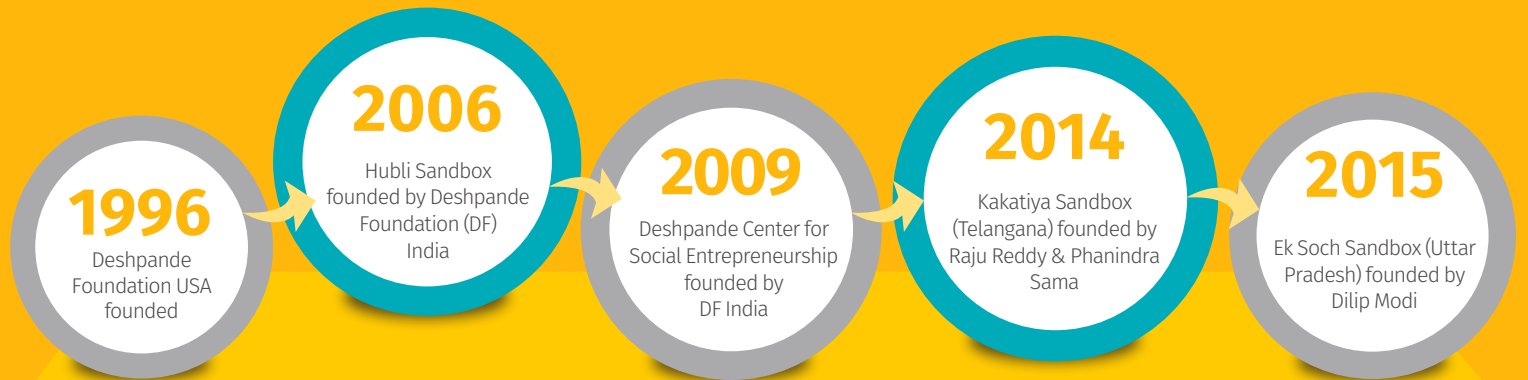 1996
Deshpande
Foundation USA
founded
2006
Hubli Sandbox
founded by Deshpande
Foundation (DF)
India
2009
Deshpande Center for
Social Entrepreneurship
founded by
DF India
2014
Kakatiya Sandbox
(Telangana) founded by
Raju Reddy & Phanindra
Sama
2015
Ek Soch Sandbox (Uttar
Pradesh) founded by
Dilip Modi